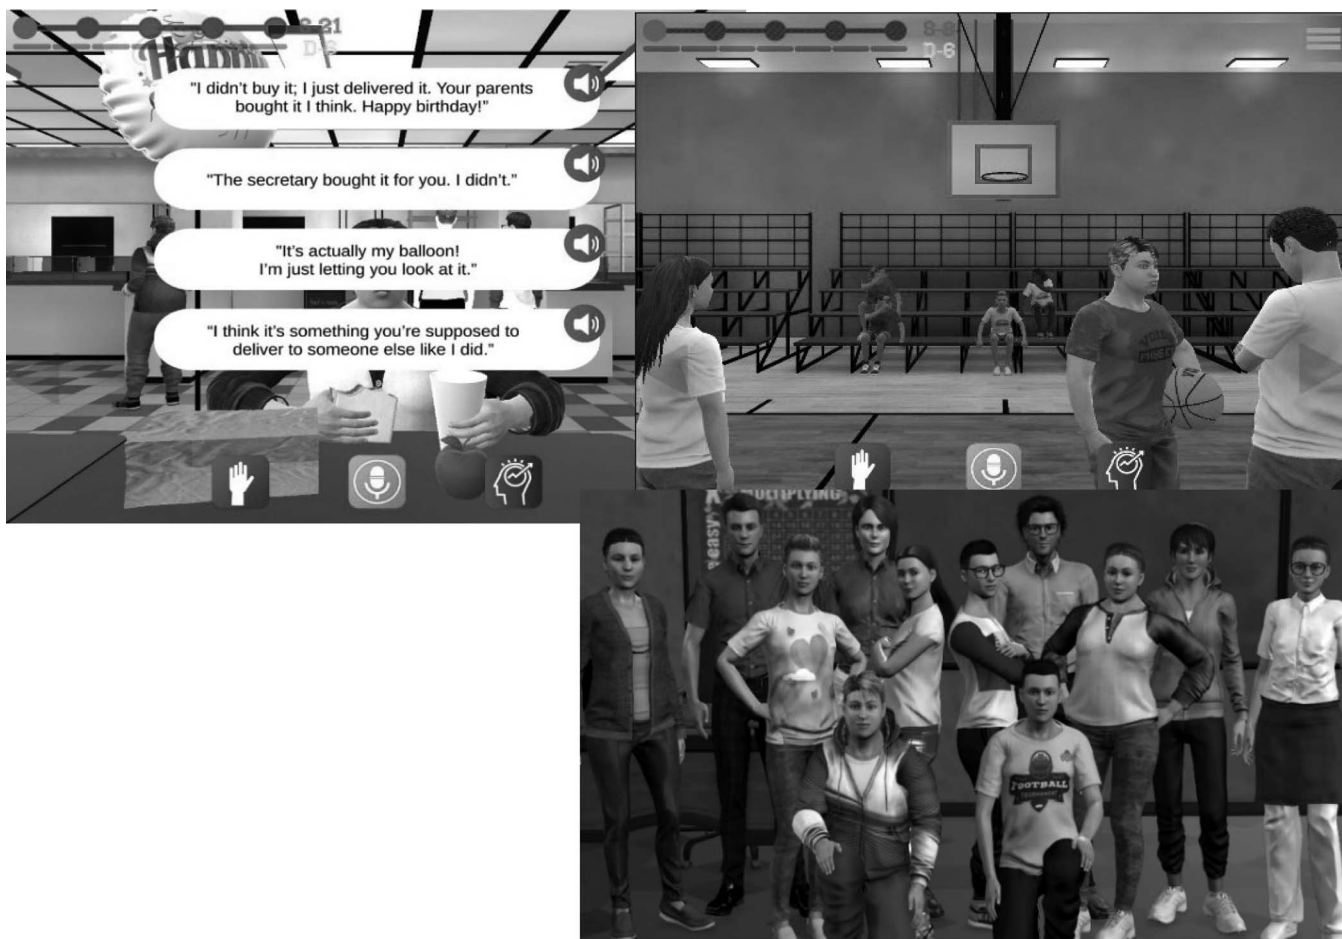 Happy
"I didn't buy it; I just delivered it. Your parents
bought it I think. Happy birthday!"
"The secretary bought it for you. I didn't."
"It's actually my balloon!
I'm just letting you look at it."
"I think it's something you're supposed to
deliver to someone else like I did."
D-6
easy
MULTIPLYING
FOOTBALL